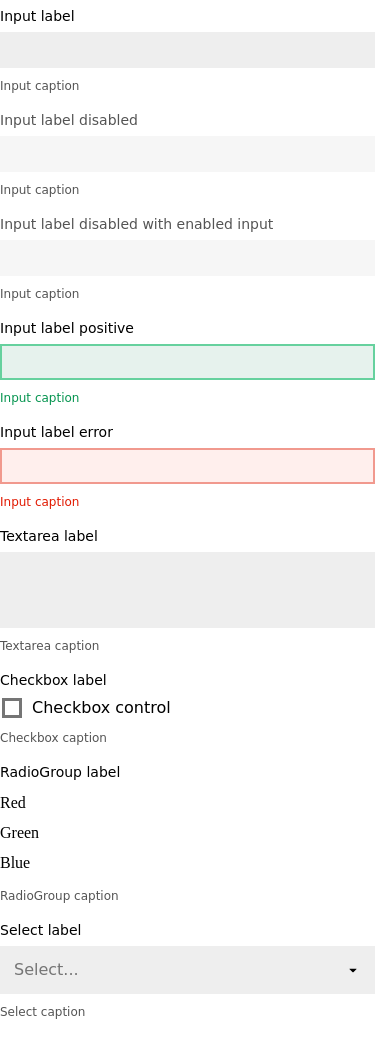 Input label
Input caption
Input label disabled
Input caption
Input label disabled with enabled input
Input caption
Input label positive
Input caption
Input label error
Input caption
Textarea label
Textarea caption
Checkbox label
Checkbox control
Checkbox caption
RadioGroup label
Red
Green
Blue
RadioGroup caption
Select label
Select...
Select caption